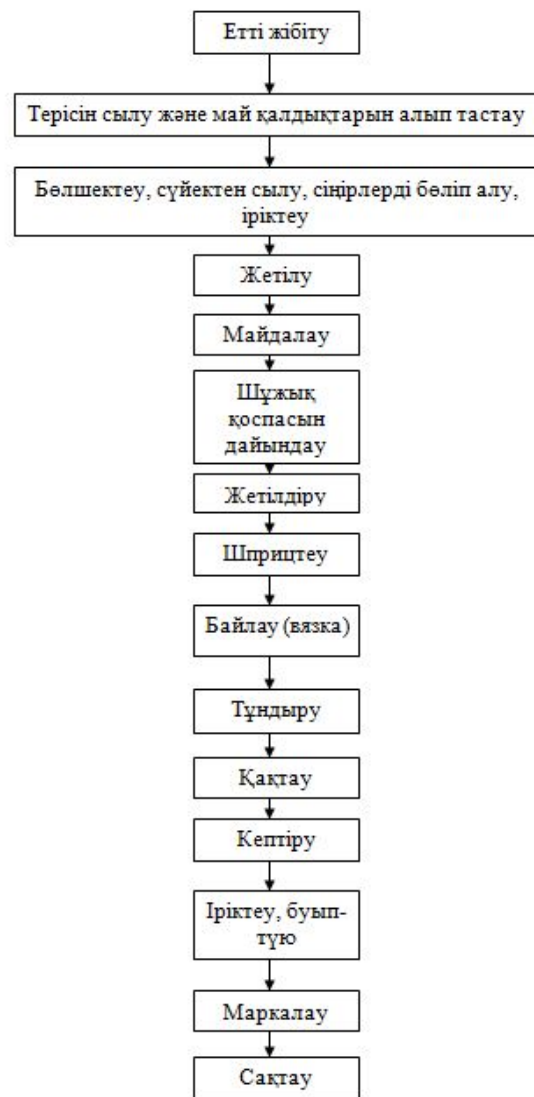 Етті жібіту
Терісін сылу және май қалдықтарын алып тастау
Бөлшектеу, сүйектен сылу, сіңірлерді бөліп алу,
іріктеу
Жетілу
Майдалау
Шұжық
қоспасын
дайындау
Жетілдіру
Шприцтеу
Байлау (вязка)
Тұндыру
Қақтау
Кептіру
Іріктеу, буып-
түю
Маркалау
Сақтау